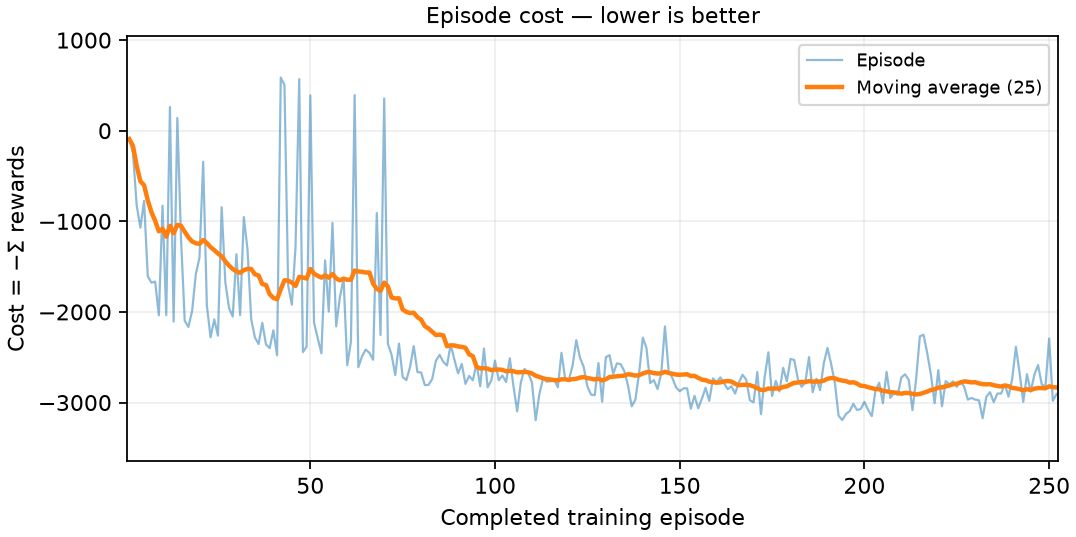 Episode cost — lower is better
Episode
Moving average (25)
Cost = −Σ rewards
1000
0
−1000
−2000
−3000
50
100
150
200
250
Completed training episode